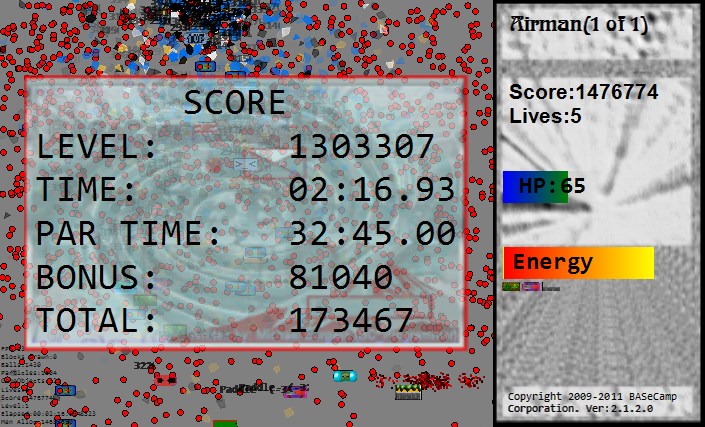 SCORE
LEVEL: 1303307
TIME: 02:16.93
PAR TIME: 32:45.00
BONUS: 81040
TOTAL: 173467
Airman(1 of 1)
Score:1476774
Lives:5
HP:65
Energy
Copyright 2009-2011 BASeCamp
Corporation. Ver:2.1.2.0